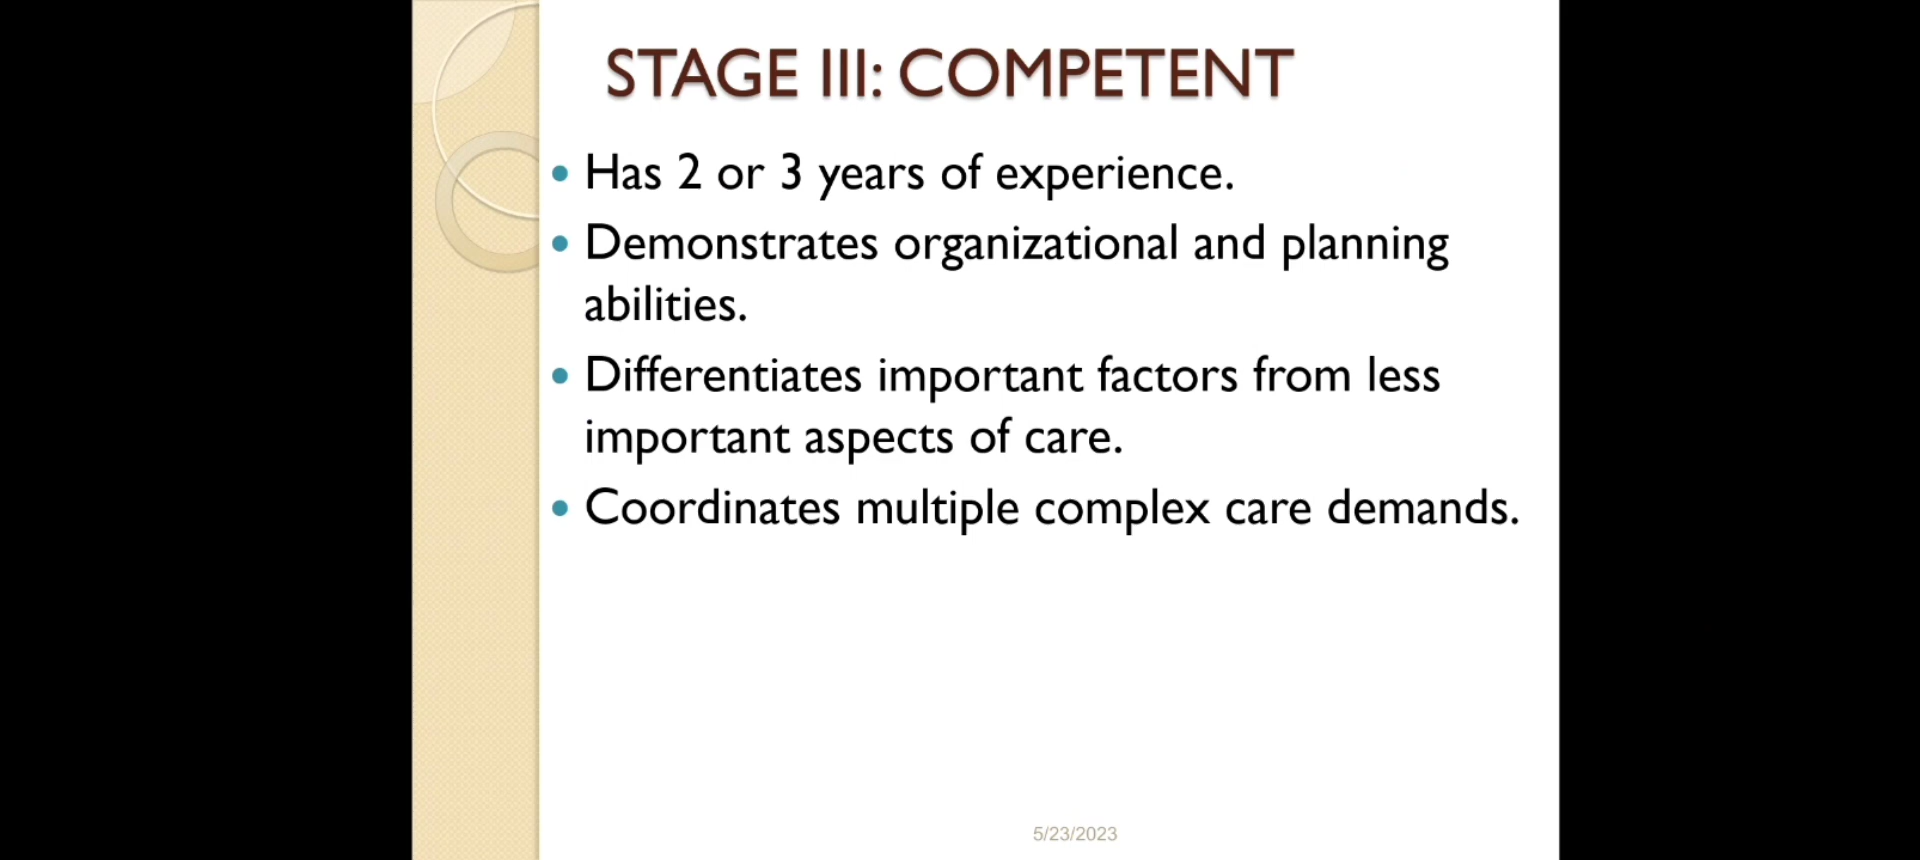 STAGE III: COMPETENT
• Has 2 or 3 years of experience.
• Demonstrates organizational and planning
abilities.
• Differentiates important factors from less
important aspects of care.
• Coordinates multiple complex care demands.
5/23/2023